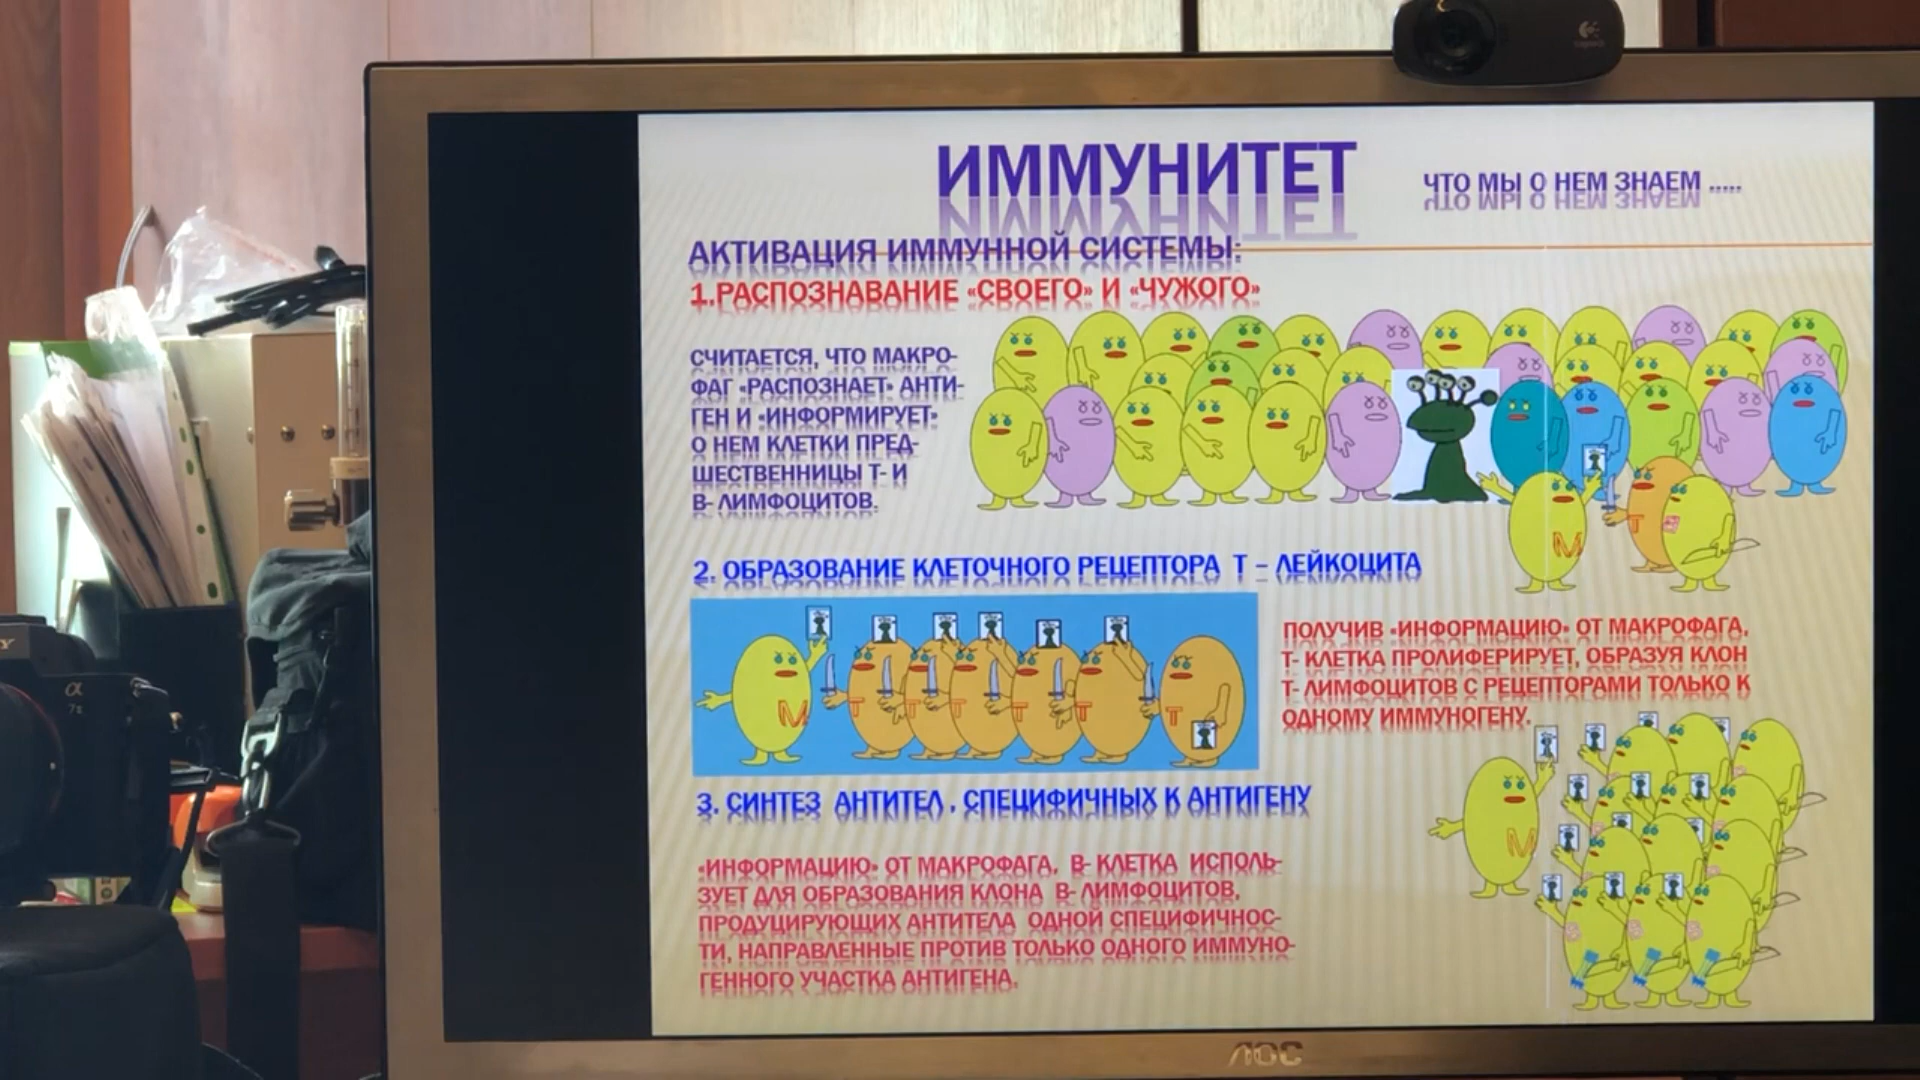 ИММУНИТЕТ
ЧТО МЫ О НЕМ ЗНАЕМ .....
АКТИВАЦИЯ ИММУННОЙ СИСТЕМЫ:
1.РАСПОЗНАВАНИЕ «СВОЕГО» И «ЧУЖОГО»
СЧИТАЕТСЯ, ЧТО МАКРО-
ФАГ «РАСПОЗНАЕТ» АНТИ-
ГЕН И «ИНФОРМИРУЕТ»
О НЕМ КЛЕТКИ ПРЕД-
ШЕСТВЕННИЦЫ Т- И
В- ЛИМФОЦИТОВ.
М
Т
2. ОБРАЗОВАНИЕ КЛЕТОЧНОГО РЕЦЕПТОРА Т – ЛЕЙКОЦИТА
М Т Т Т Т Т Т
ПОЛУЧИВ «ИНФОРМАЦИЮ» ОТ МАКРОФАГА,
Т- КЛЕТКА ПРОЛИФЕРИРУЕТ, ОБРАЗУЯ КЛОН
Т- ЛИМФОЦИТОВ С РЕЦЕПТОРАМИ ТОЛЬКО К
ОДНОМУ ИММУНОГЕНУ.
М
3. СИНТЕЗ АНТИТЕЛ , СПЕЦИФИЧНЫХ К АНТИГЕНУ
«ИНФОРМАЦИЮ» ОТ МАКРОФАГА, В- КЛЕТКА ИСПОЛЬ-
ЗУЕТ ДЛЯ ОБРАЗОВАНИЯ КЛОНА В- ЛИМФОЦИТОВ,
ПРОДУЦИРУЮЩИХ АНТИТЕЛА ОДНОЙ СПЕЦИФИЧНОС-
ТИ, НАПРАВЛЕННЫЕ ПРОТИВ ТОЛЬКО ОДНОГО ИММУНО-
ГЕННОГО УЧАСТКА АНТИГЕНА.
AOC
α